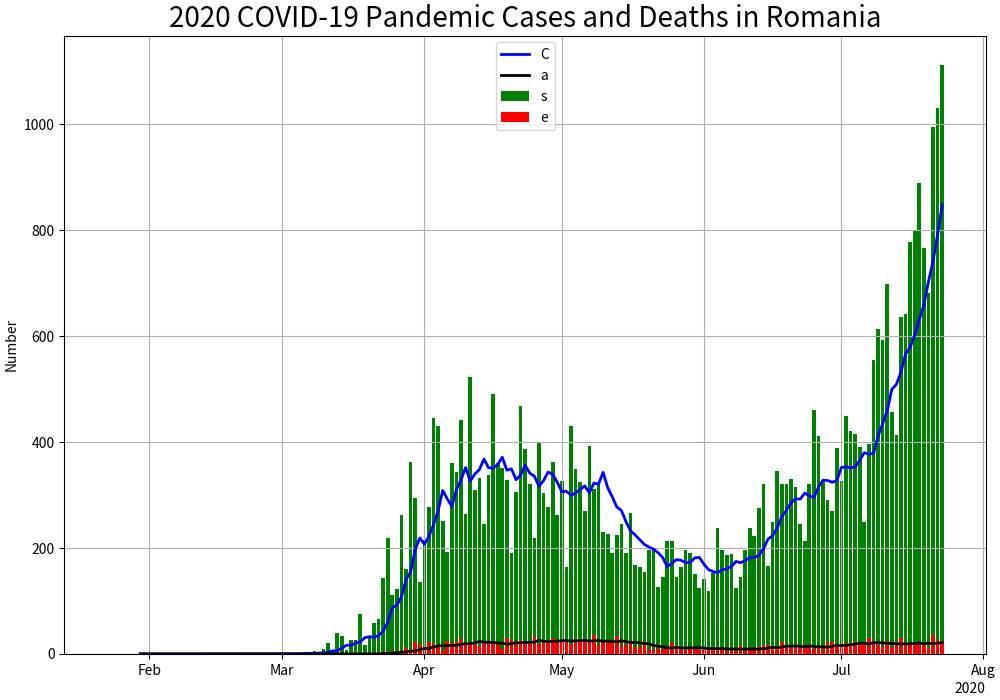 2020 COVID-19 Pandemic Cases and Deaths in Romania
C
a
s
e
Number
1000
800
600
400
200
0
Feb Mar Apr May Jun Jul Aug
2020